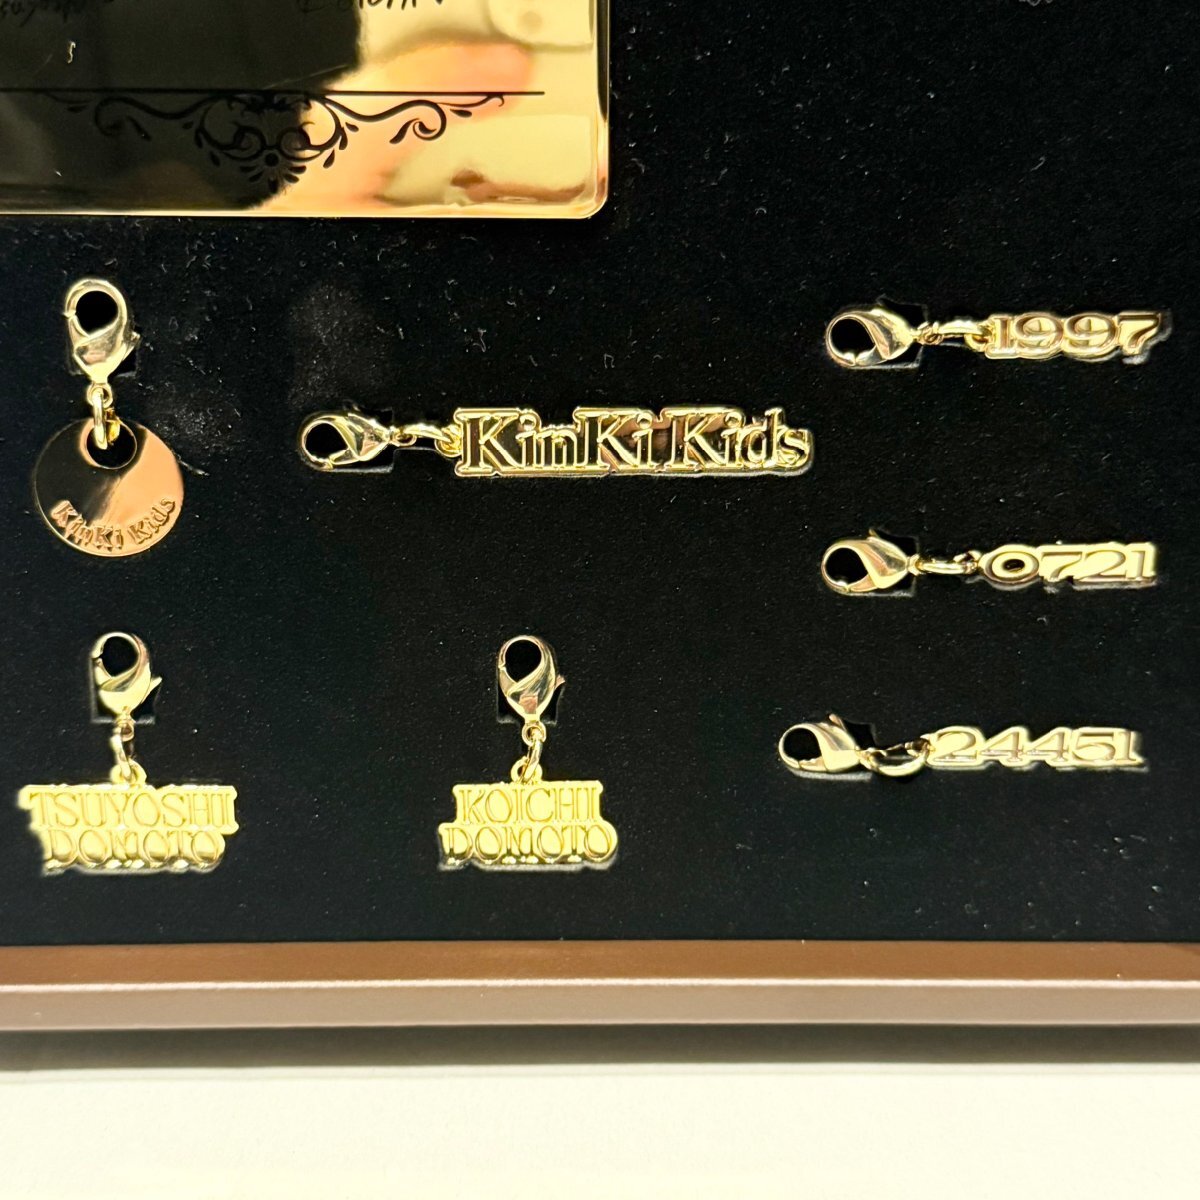 1997
KinKi Kids
KinKi Kids
0721
24451
TSUYOSHI
DOMOTO
KOICHI
DOMOTO